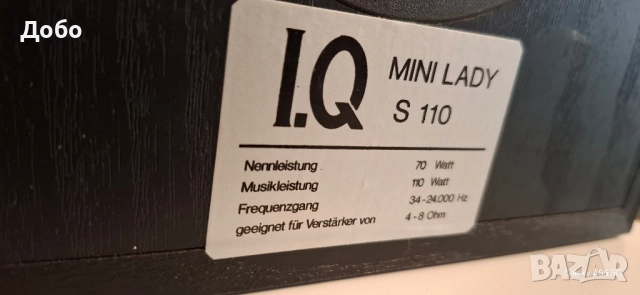 Добо
I.Q
MINI LADY
S 110
Nennleistung 70 Watt
Musikleistung 110 Watt
Frequenzgang 34-24.000 Hz
geeignet für Verstärker von 4-8 Ohm
BAZAR